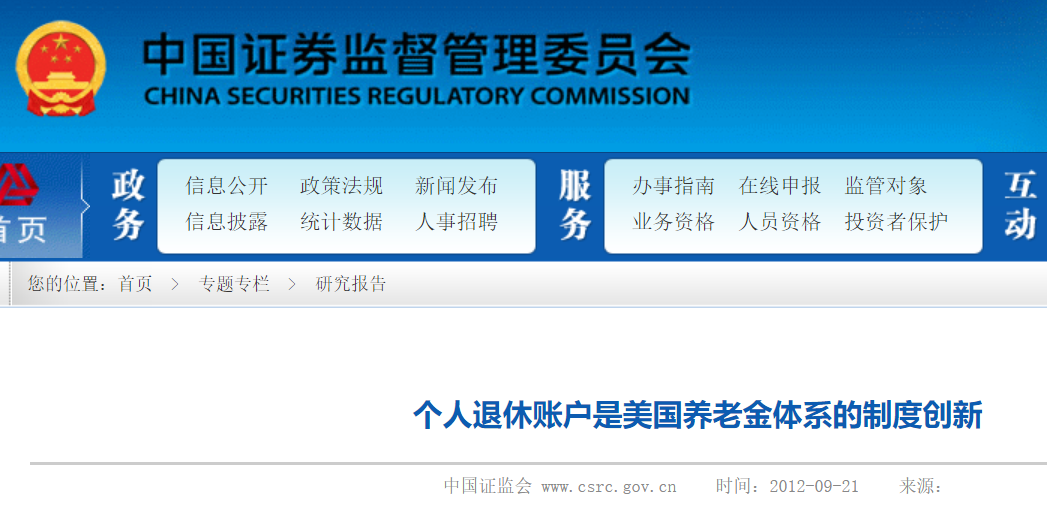 中国证券监督管理委员会
CHINA SECURITIES REGULATORY COMMISSION
首页
政务
信息公开 政策法规 新闻发布
信息披露 统计数据 人事招聘
服务
办事指南 在线申报 监管对象
业务资格 人员资格 投资者保护
互动
您的位置：首页 > 专题专栏 > 研究报告
个人退休账户是美国养老金体系的制度创新
中国证监会 www.csrc.gov.cn 时间：2012-09-21 来源：